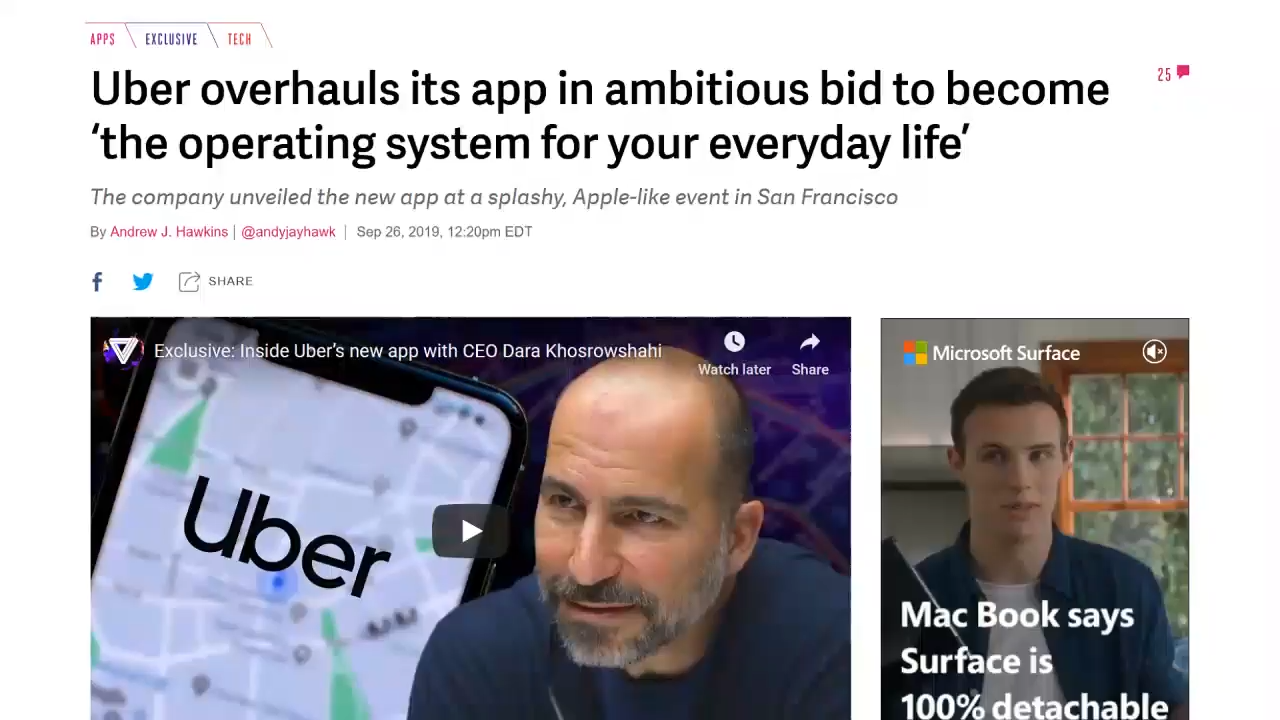 APPS EXCLUSIVE TECH
Uber overhauls its app in ambitious bid to become
‘the operating system for your everyday life’
25
The company unveiled the new app at a splashy, Apple-like event in San Francisco
By Andrew J. Hawkins | @andyjayhawk | Sep 26, 2019, 12:20pm EDT
SHARE
Exclusive: Inside Uber’s new app with CEO Dara Khosrowshahi
Watch later
Share
Uber
Microsoft Surface
Mac Book says
Surface is
100% detachable